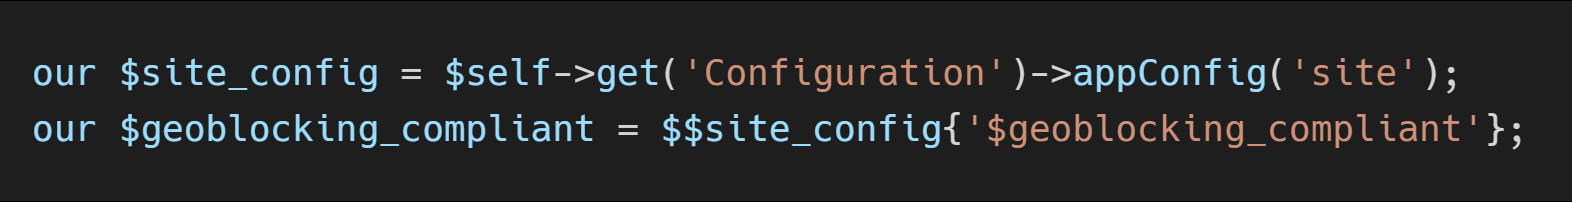 our $site_config = $self->get('Configuration')->appConfig('site');
our $geoblocking_compliant = $$site_config{'$geoblocking_compliant'};